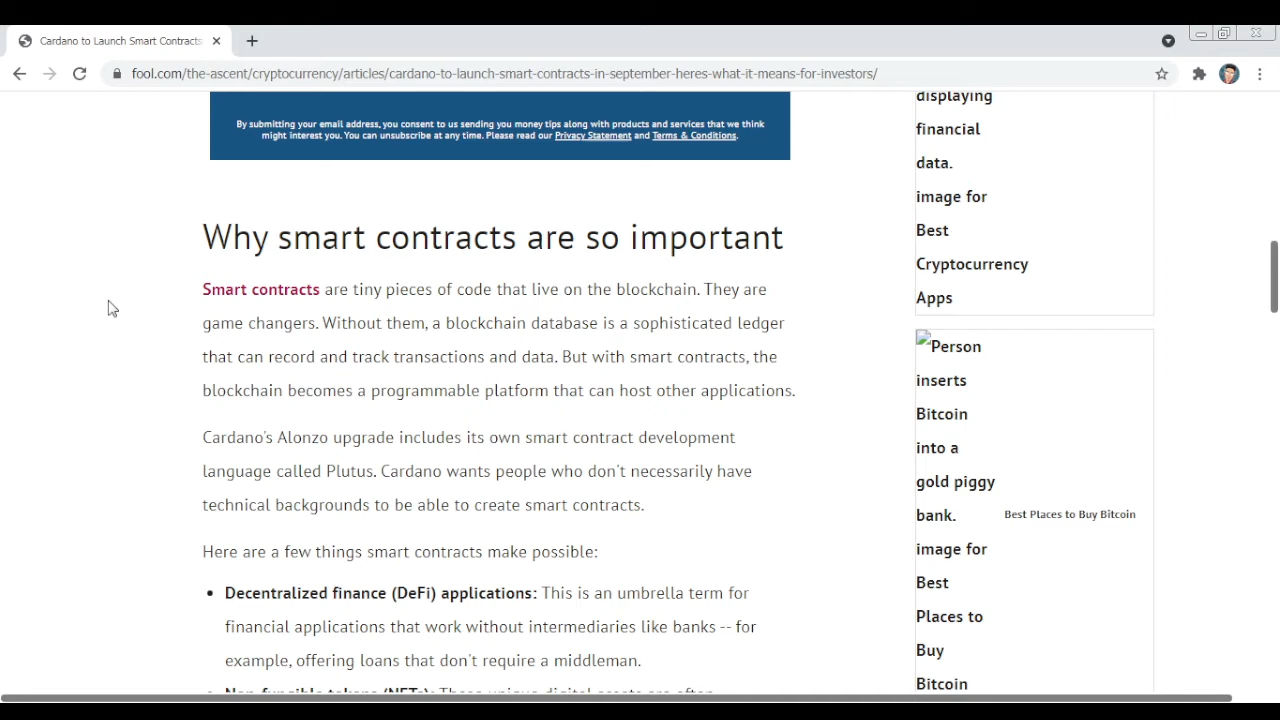 Cardano to Launch Smart Contracts
fool.com/the-ascent/cryptocurrency/articles/cardano-to-launch-smart-contracts-in-september-heres-what-it-means-for-investors/
By submitting your email address, you consent to us sending you money tips along with products and services that we think
might interest you. You can unsubscribe at any time. Please read our Privacy Statement and Terms & Conditions.
Why smart contracts are so important
Smart contracts are tiny pieces of code that live on the blockchain. They are
game changers. Without them, a blockchain database is a sophisticated ledger
that can record and track transactions and data. But with smart contracts, the
blockchain becomes a programmable platform that can host other applications.
Cardano's Alonzo upgrade includes its own smart contract development
language called Plutus. Cardano wants people who don't necessarily have
technical backgrounds to be able to create smart contracts.
Here are a few things smart contracts make possible:
• Decentralized finance (DeFi) applications: This is an umbrella term for
financial applications that work without intermediaries like banks -- for
example, offering loans that don't require a middleman.
• Non-fungible tokens (NFTs): These unique digital assets are often
displaying
financial
data.
image for
Best
Cryptocurrency
Apps
Person
inserts
Bitcoin
into a
gold piggy
bank.
image for
Best
Places to
Buy
Bitcoin
Best Places to Buy Bitcoin